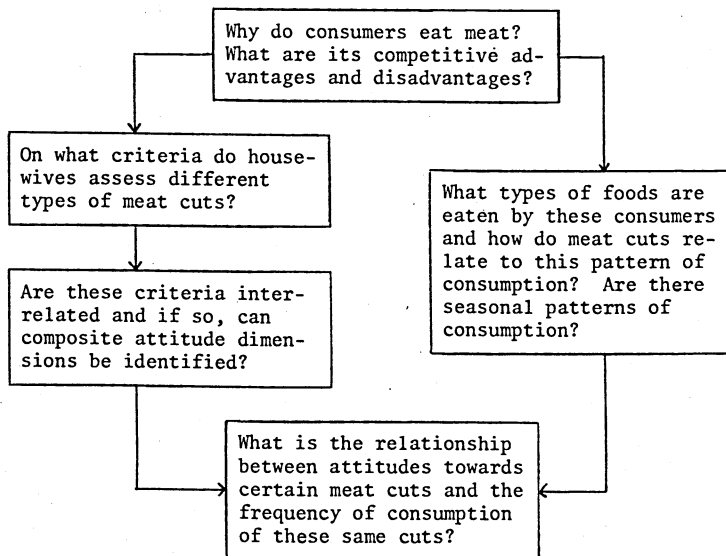 Why do consumers eat meat?
What are its competitive ad-
vantages and disadvantages?
On what criteria do house-
wives assess different
types of meat cuts?
Are these criteria inter-
related and if so, can
composite attitude dimen-
sions be identified?
What types of foods are
eaten by these consumers
and how do meat cuts re-
late to this pattern of
consumption? Are there
seasonal patterns of
consumption?
What is the relationship
between attitudes towards
certain meat cuts and the
frequency of consumption
of these same cuts?